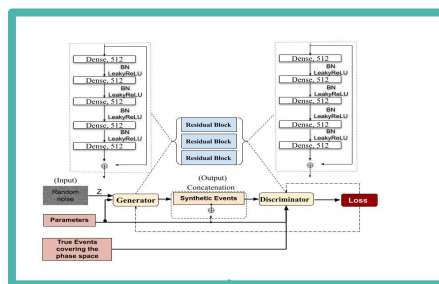 Dense, 512
BN
LeakyReLU
Dense, 512
BN
LeakyReLU
Dense, 512
BN
LeakyReLU
Dense, 512
BN
LeakyReLU
Dense, 512
Dense, 512
BN
LeakyReLU
Dense, 512
BN
LeakyReLU
Dense, 512
BN
LeakyReLU
Dense, 512
BN
LeakyReLU
Dense, 512
Residual Block
Residual Block
Residual Block
(Input)
Random
noise
Z
Generator
(Output)
Concatenation
Synthetic Events
Discriminator
Loss
Parameters
True Events
covering the
phase space